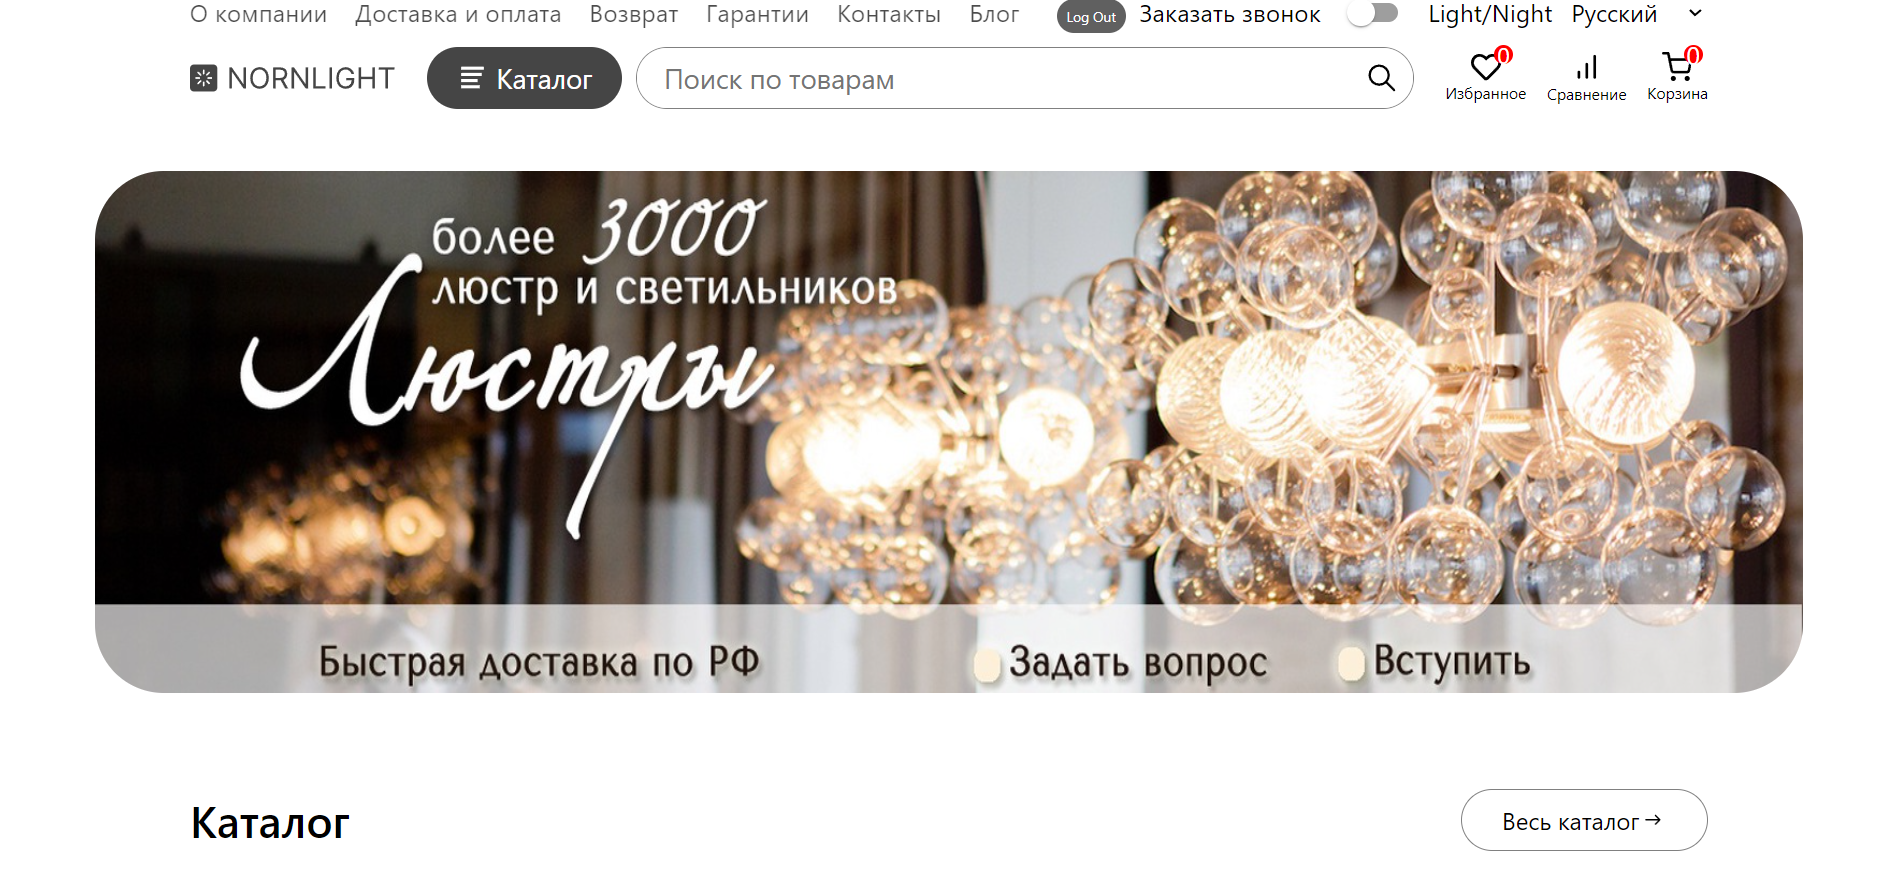 О компании Доставка и оплата Возврат Гарантии Контакты Блог Log Out Заказать звонок Light/Night Русский
NORNLIGHT Каталог Поиск по товарам
0 0
Избранное Сравнение Корзина
более 3000
люстр и светильников
Люстры
Быстрая доставка по РФ Задать вопрос Вступить
Каталог Весь каталог→